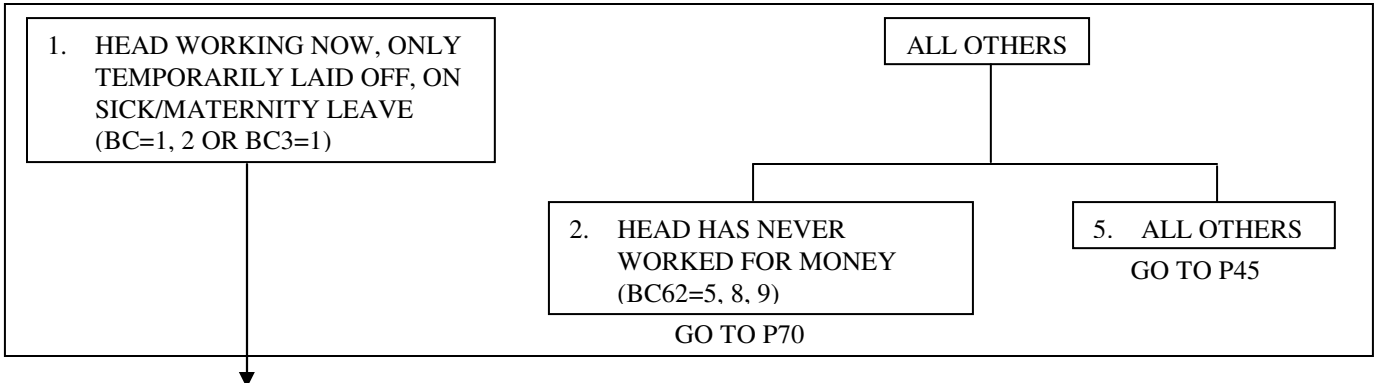 1. HEAD WORKING NOW, ONLY
TEMPORARILY LAID OFF, ON
SICK/MATERNITY LEAVE
(BC=1, 2 OR BC3=1)
ALL OTHERS
2. HEAD HAS NEVER
WORKED FOR MONEY
(BC62=5, 8, 9)
GO TO P70
5. ALL OTHERS
GO TO P45